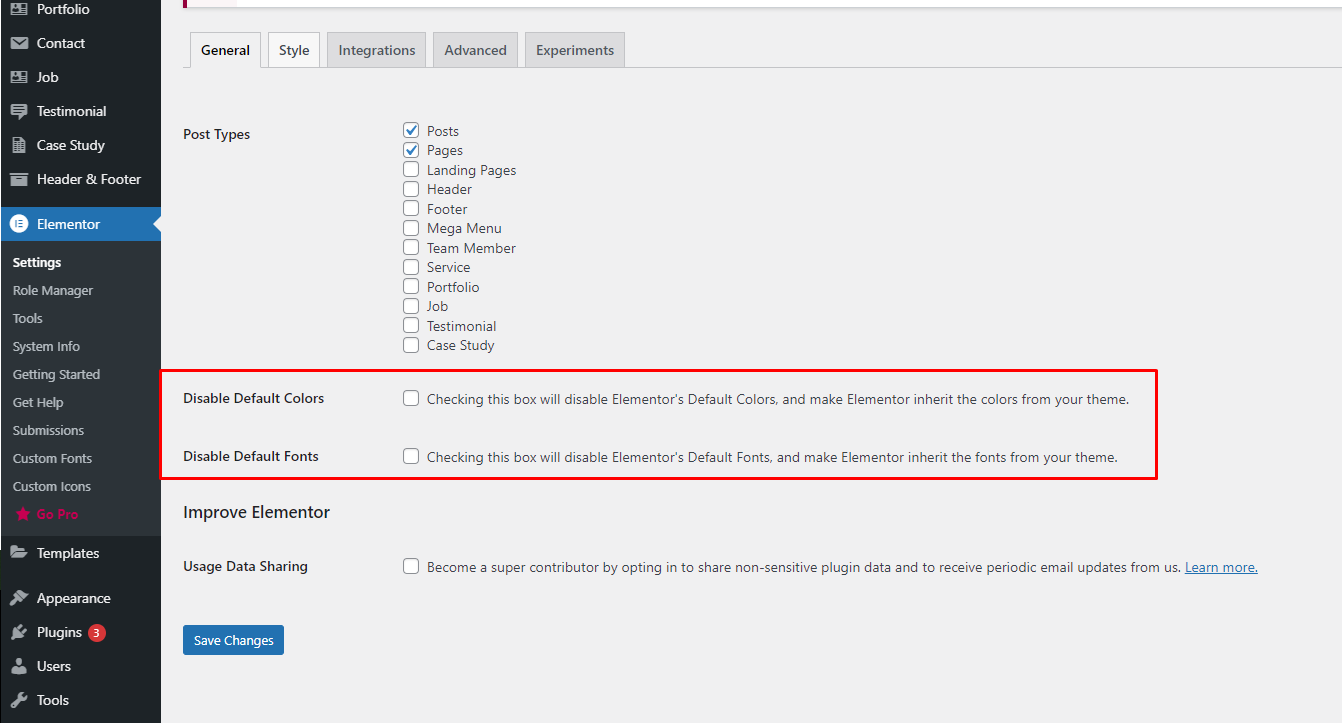 Portfolio
Contact
Job
Testimonial
Case Study
Header & Footer
Elementor
Settings
Role Manager
Tools
System Info
Getting Started
Get Help
Submissions
Custom Fonts
Custom Icons
Go Pro
Templates
Appearance
Plugins 3
Users
Tools
General Style Integrations Advanced Experiments
Post Types
Posts
Pages
Landing Pages
Header
Footer
Mega Menu
Team Member
Service
Portfolio
Job
Testimonial
Case Study
Disable Default Colors Checking this box will disable Elementor's Default Colors, and make Elementor inherit the colors from your theme.
Disable Default Fonts Checking this box will disable Elementor's Default Fonts, and make Elementor inherit the fonts from your theme.
Improve Elementor
Usage Data Sharing Become a super contributor by opting in to share non-sensitive plugin data and to receive periodic email updates from us. Learn more.
Save Changes